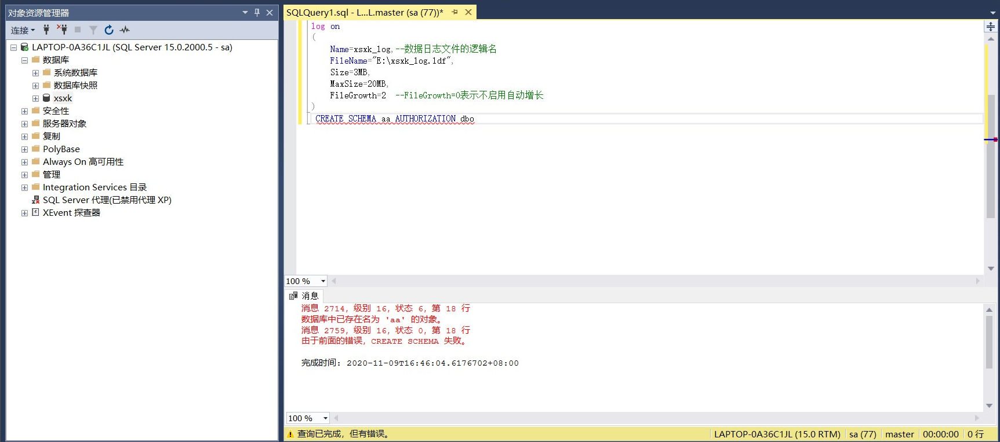 对象资源管理器
连接
LAPTOP-0A36C1JL (SQL Server 15.0.2000.5 - sa)
数据库
系统数据库
数据库快照
xsxk
安全性
服务器对象
复制
PolyBase
Always On 高可用性
管理
Integration Services 目录
SQL Server 代理(已禁用代理 XP)
XEvent 探查器
SQLQuery1.sql - L...L.master (sa (77))*
log on
(
Name=xsxk_log,--数据日志文件的逻辑名
FileName="E:\xsxk_log.ldf",
Size=3MB,
MaxSize=20MB,
FileGrowth=2 --FileGrowth=0表示不启用自动增长
)
CREATE SCHEMA aa AUTHORIZATION dbo
100 %
消息
消息 2714，级别 16，状态 6，第 18 行
数据库中已存在名为 'aa' 的对象。
消息 2759，级别 16，状态 0，第 18 行
由于前面的错误，CREATE SCHEMA 失败。
完成时间: 2020-11-09T16:46:04.6176702+08:00
100 %
查询已完成，但有错误。
LAPTOP-0A36C1JL (15.0 RTM)
sa (77)
master
00:00:00
0 行